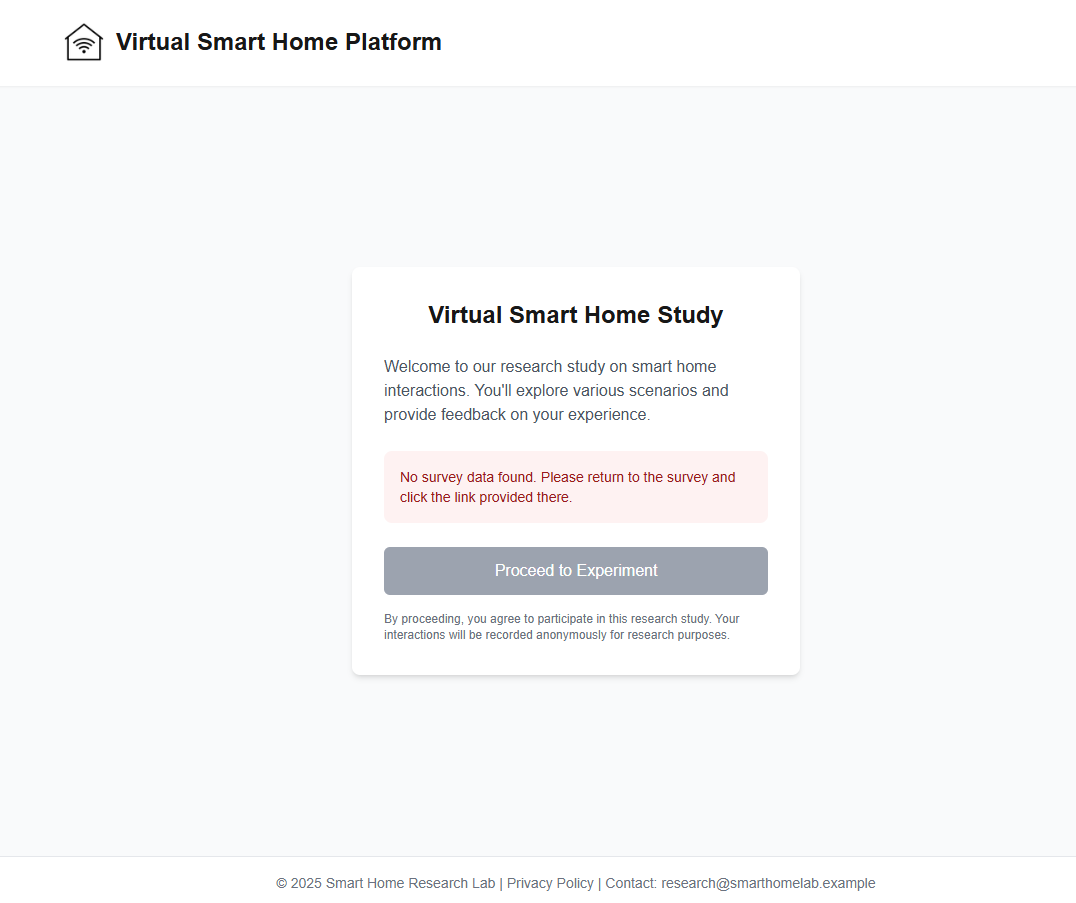 Virtual Smart Home Platform
Virtual Smart Home Study
Welcome to our research study on smart home
interactions. You'll explore various scenarios and
provide feedback on your experience.
No survey data found. Please return to the survey and
click the link provided there.
Proceed to Experiment
By proceeding, you agree to participate in this research study. Your
interactions will be recorded anonymously for research purposes.
© 2025 Smart Home Research Lab | Privacy Policy | Contact: research@smarthomelab.example